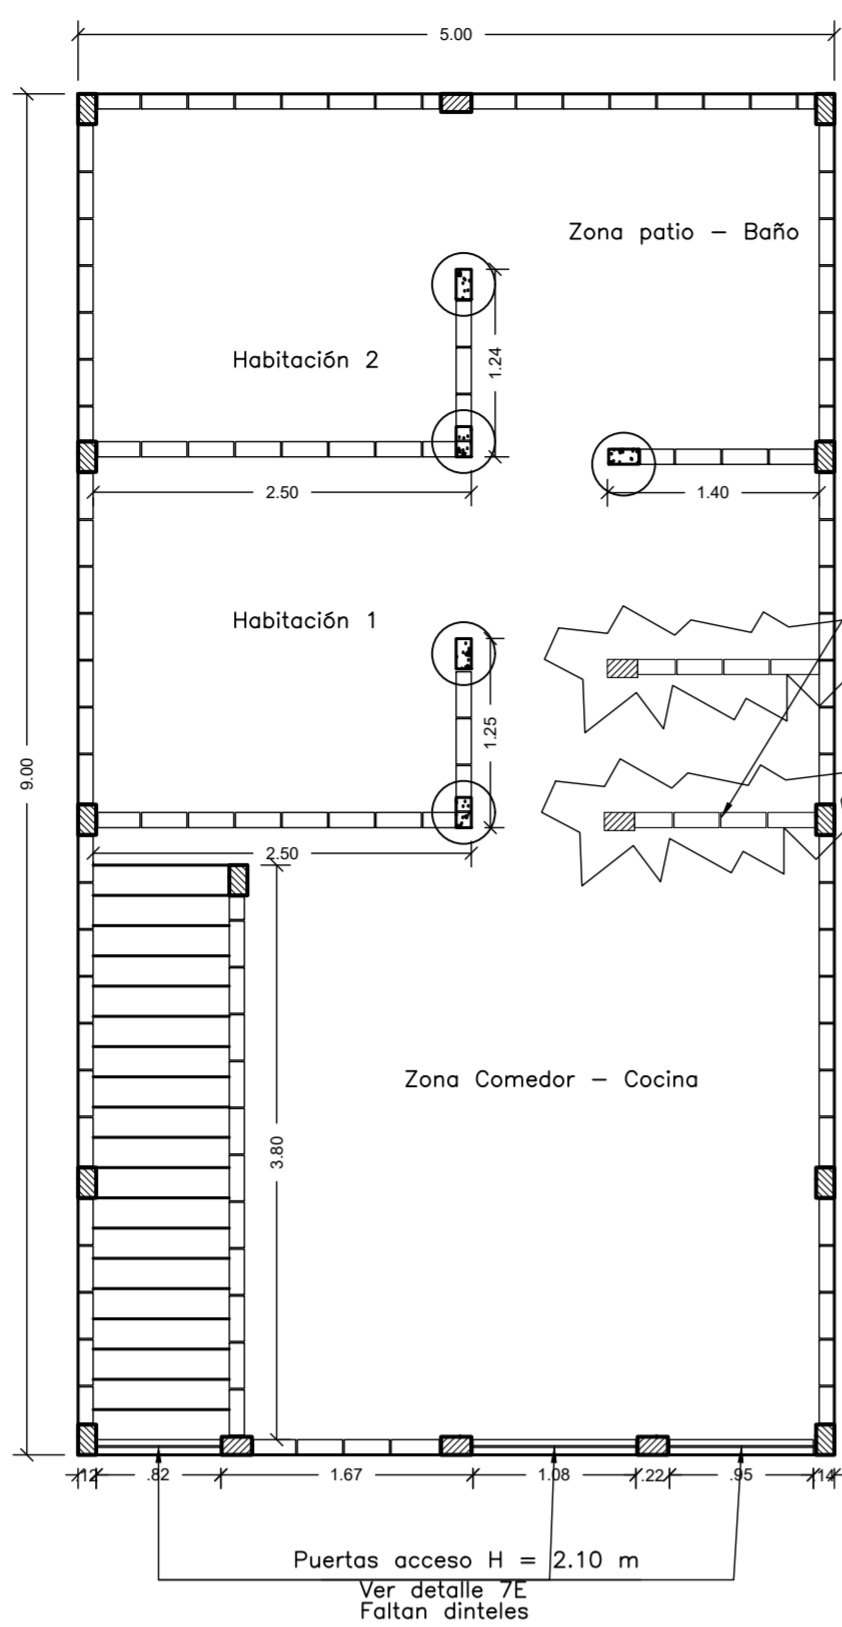 5.00
Zona patio - Baño
1.24
Habitación 2
2.50
1.40
Habitación 1
1.25
9.00
2.50
Zona Comedor - Cocina
3.80
.12 .82 1.67 1.08 .22 .95 .14
Puertas acceso H = 2.10 m
Ver detalle 7E
Faltan dinteles